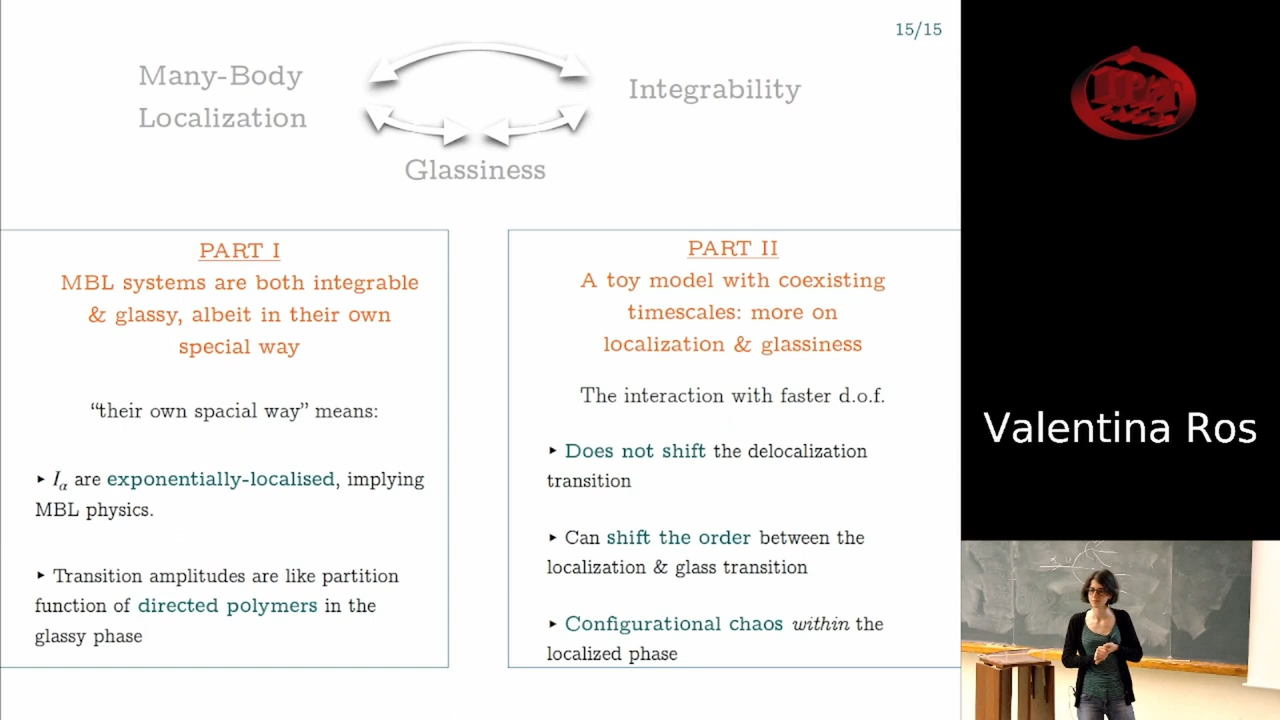 15/15
Many-Body
Localization
Integrability
Glassiness
PART I
MBL systems are both integrable
& glassy, albeit in their own
special way
“their own spacial way” means:
‣ Iα are exponentially-localised, implying
MBL physics.
‣ Transition amplitudes are like partition
function of directed polymers in the
glassy phase
PART II
A toy model with coexisting
timescales: more on
localization & glassiness
The interaction with faster d.o.f.
‣ Does not shift the delocalization
transition
‣ Can shift the order between the
localization & glass transition
‣ Configurational chaos within the
localized phase
IPhT
Valentina Ros